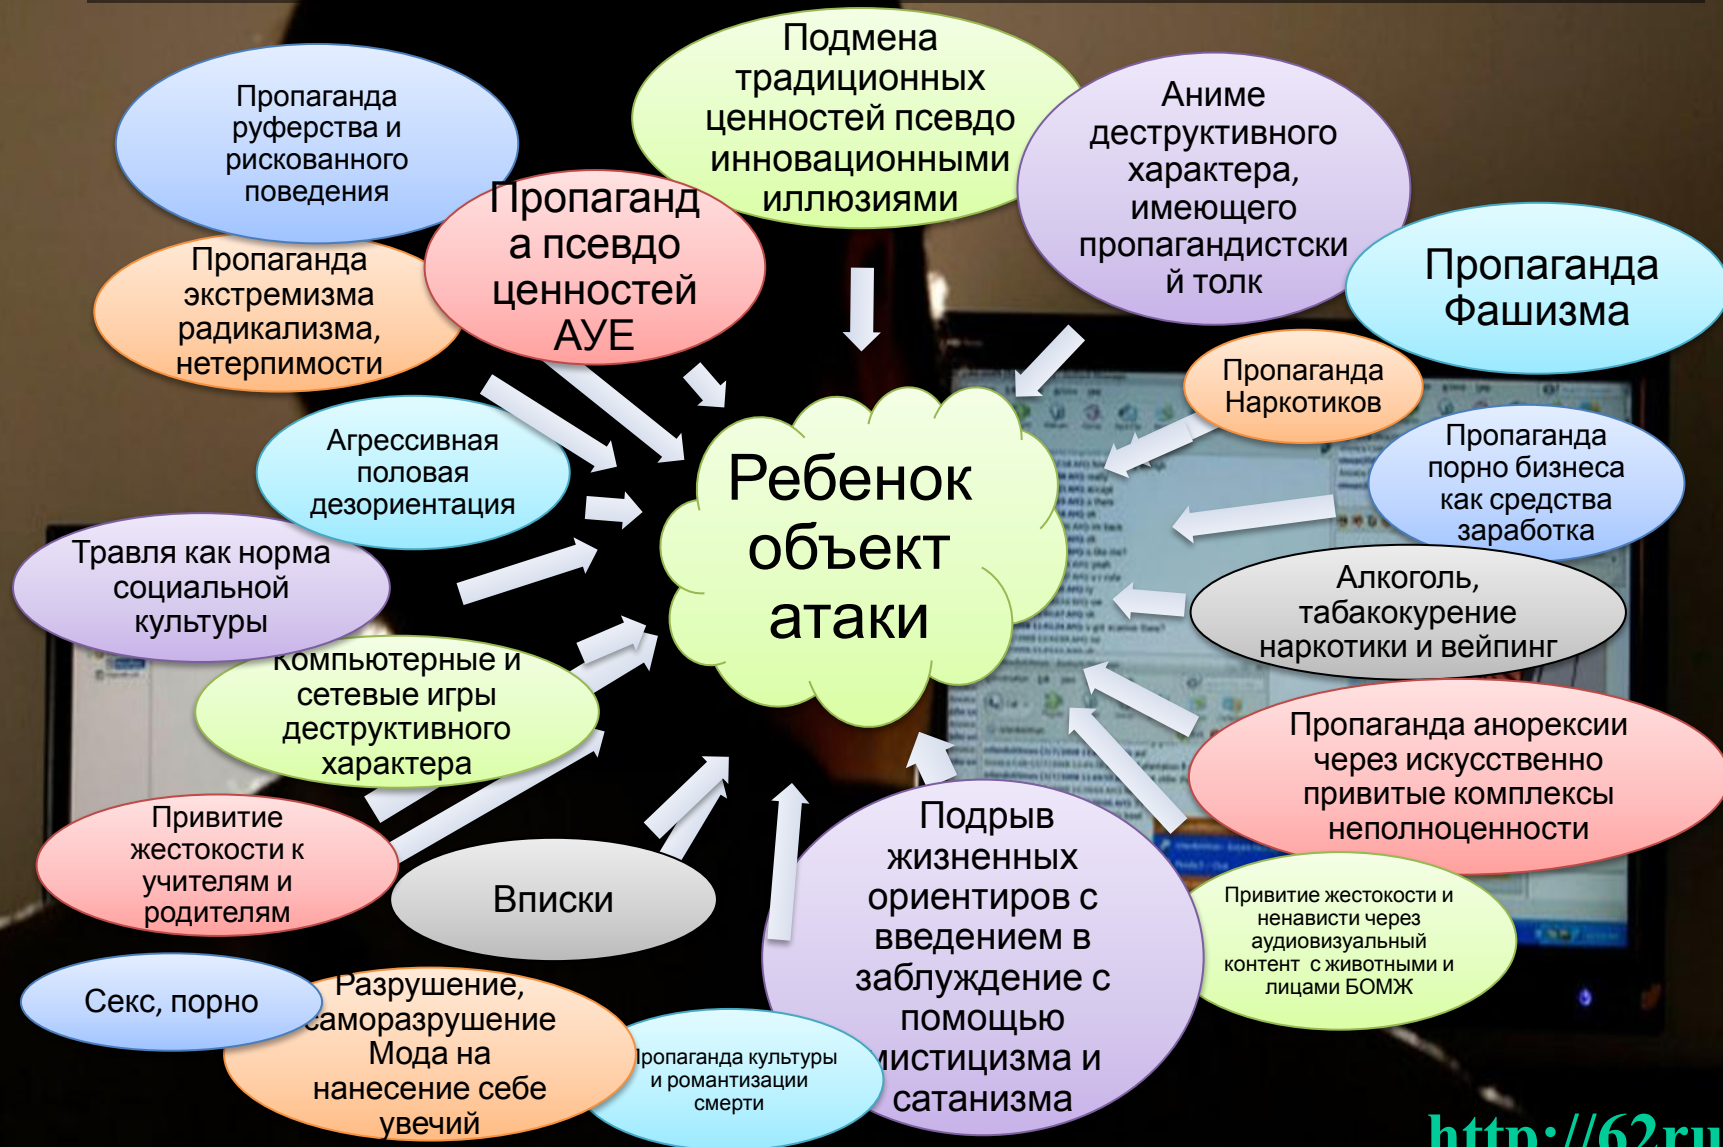 Подмена
традиционных
ценностей псевдо
инновационными
иллюзиями
Пропаганда
руферства и
рискованного
поведения
Аниме
деструктивного
характера,
имеющего
пропагандистски
й толк
Пропаганд
а псевдо
ценностей
АУЕ
Пропаганда
экстремизма
радикализма,
нетерпимости
Пропаганда
Фашизма
Пропаганда
Наркотиков
Агрессивная
половая
дезориентация
Пропаганда
порно бизнеса
как средства
заработка
Ребенок
объект
атаки
Травля как норма
социальной
культуры
Алкоголь,
табакокурение
наркотики и вейпинг
Компьютерные и
сетевые игры
деструктивного
характера
Пропаганда анорексии
через искусственно
привитые комплексы
неполноценности
Привитие
жестокости к
учителям и
родителям
Вписки
Подрыв
жизненных
ориентиров с
введением в
заблуждение с
помощью
мистицизма и
сатанизма
Привитие жестокости и
ненависти через
аудиовизуальный
контент с животными и
лицами БОМЖ
Секс, порно
Разрушение,
саморазрушение
Мода на
нанесение себе
увечий
Пропаганда культуры
и романтизации
смерти
http://62ru